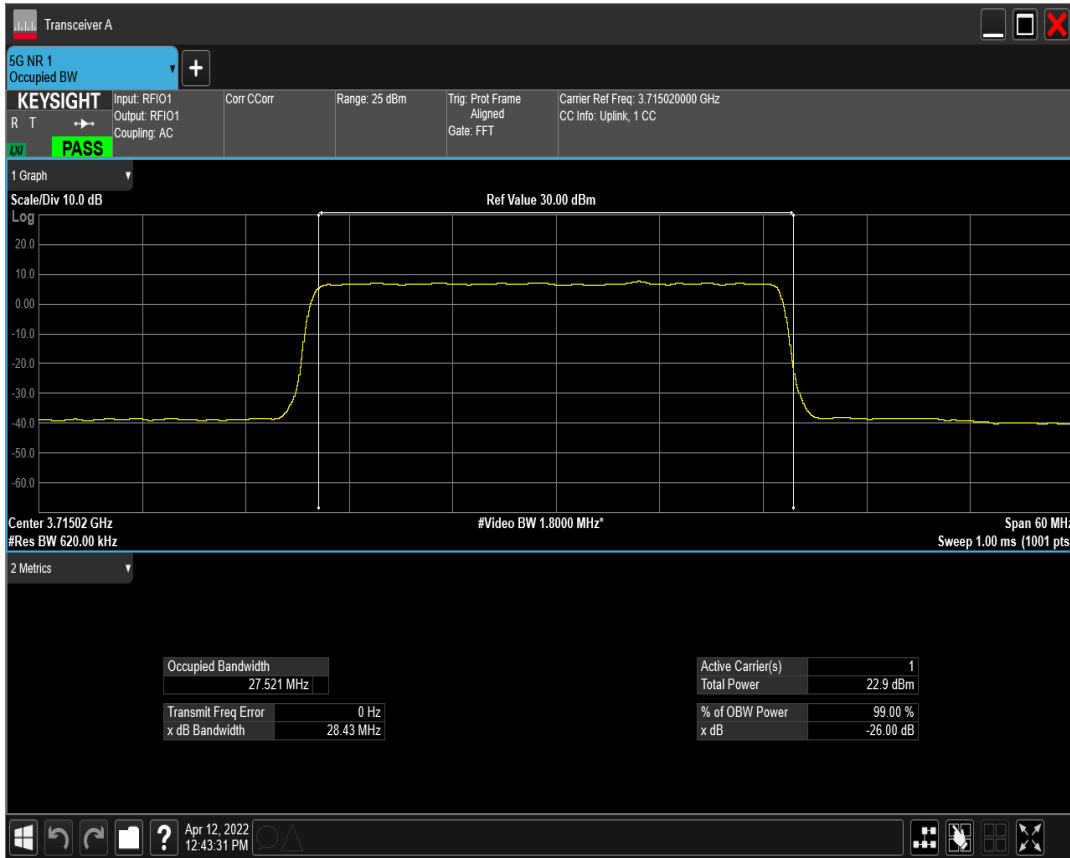 Transceiver A
5G NR 1
Occupied BW
+
KEYSIGHT
R T
LXI
PASS
Input: RFIO1
Output: RFIO1
Coupling: AC
Corr CCorr
Range: 25 dBm
Trig: Prot Frame
Aligned
Gate: FFT
Carrier Ref Freq: 3.715020000 GHz
CC Info: Uplink, 1 CC
1 Graph
Scale/Div 10.0 dB
Ref Value 30.00 dBm
Log
20.0
10.0
0.00
-10.0
-20.0
-30.0
-40.0
-50.0
-60.0
Center 3.71502 GHz
#Video BW 1.8000 MHz*
Span 60 MHz
#Res BW 620.00 kHz
Sweep 1.00 ms (1001 pts
2 Metrics
Occupied Bandwidth
27.521 MHz
Transmit Freq Error 0 Hz
x dB Bandwidth 28.43 MHz
Active Carrier(s) 1
Total Power 22.9 dBm
% of OBW Power 99.00 %
x dB -26.00 dB
?
Apr 12, 2022
12:43:31 PM